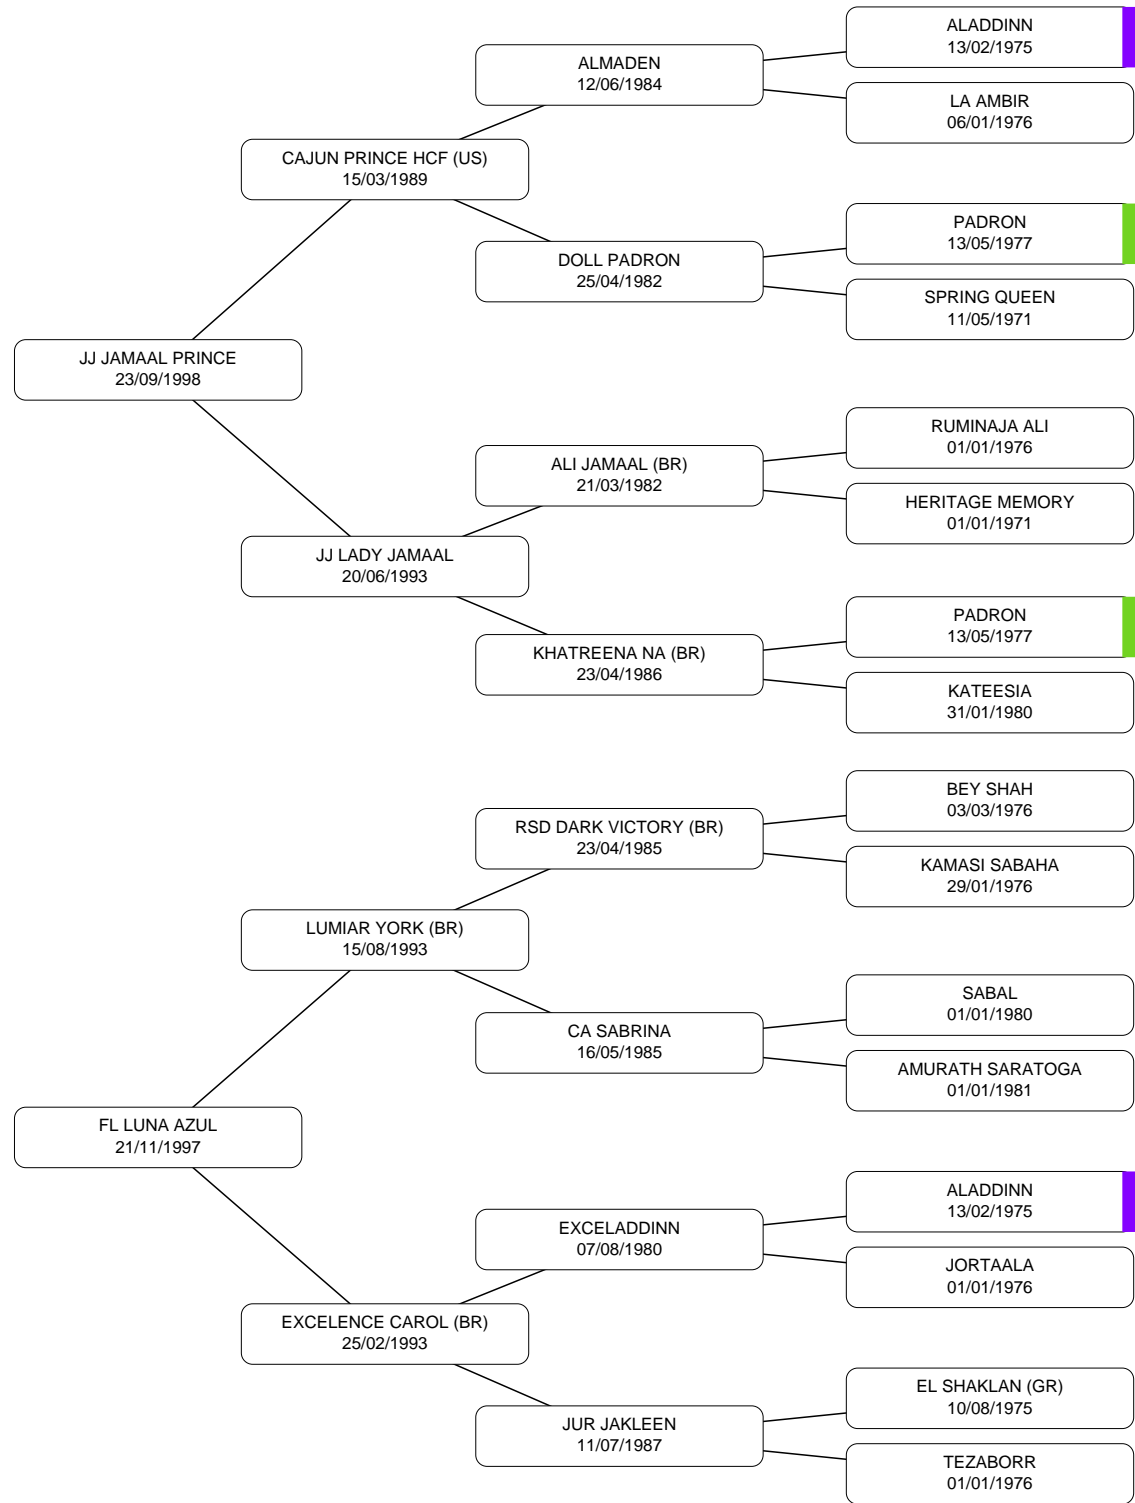 ALADDINN
13/02/1975
ALMADEN
12/06/1984
LA AMBIR
06/01/1976
CAJUN PRINCE HCF (US)
15/03/1989
PADRON
13/05/1977
DOLL PADRON
25/04/1982
SPRING QUEEN
11/05/1971
JJ JAMAAL PRINCE
23/09/1998
RUMINAJA ALI
01/01/1976
ALI JAMAAL (BR)
21/03/1982
HERITAGE MEMORY
01/01/1971
JJ LADY JAMAAL
20/06/1993
PADRON
13/05/1977
KHATREENA NA (BR)
23/04/1986
KATEESIA
31/01/1980
BEY SHAH
03/03/1976
RSD DARK VICTORY (BR)
23/04/1985
KAMASI SABAHA
29/01/1976
LUMIAR YORK (BR)
15/08/1993
SABAL
01/01/1980
CA SABRINA
16/05/1985
AMURATH SARATOGA
01/01/1981
FL LUNA AZUL
21/11/1997
ALADDINN
13/02/1975
EXCELADDINN
07/08/1980
JORTAALA
01/01/1976
EXCELENCE CAROL (BR)
25/02/1993
EL SHAKLAN (GR)
10/08/1975
JUR JAKLEEN
11/07/1987
TEZABORR
01/01/1976